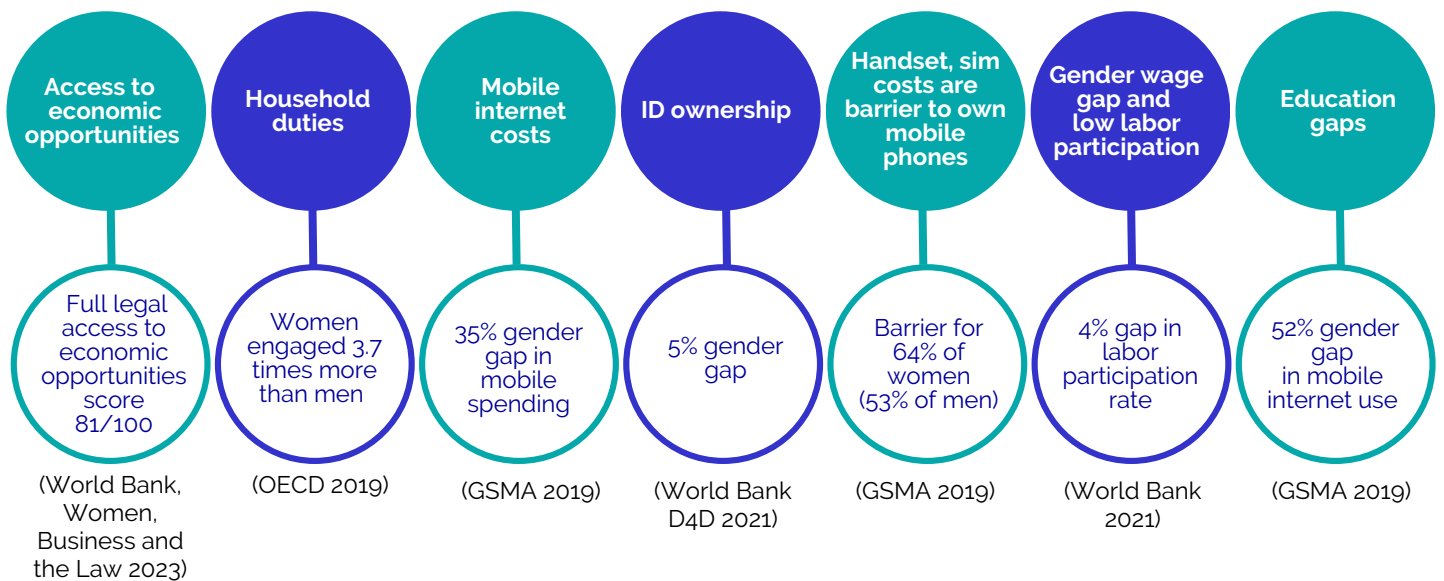 Access to
economic
opportunities
Full legal
access to
economic
opportunities
score
81/100
(World Bank,
Women,
Business and
the Law 2023)
Household
duties
Women
engaged 3.7
times more
than men
(OECD 2019)
Mobile
internet
costs
35% gender
gap in
mobile
spending
(GSMA 2019)
ID ownership
5% gender
gap
(World Bank
D4D 2021)
Handset, sim
costs are
barrier to own
mobile
phones
Barrier for
64% of
women
(53% of men)
(GSMA 2019)
Gender wage
gap and
low labor
participation
4% gap in
labor
participation
rate
(World Bank
2021)
Education
gaps
52% gender
gap
in mobile
internet use
(GSMA 2019)